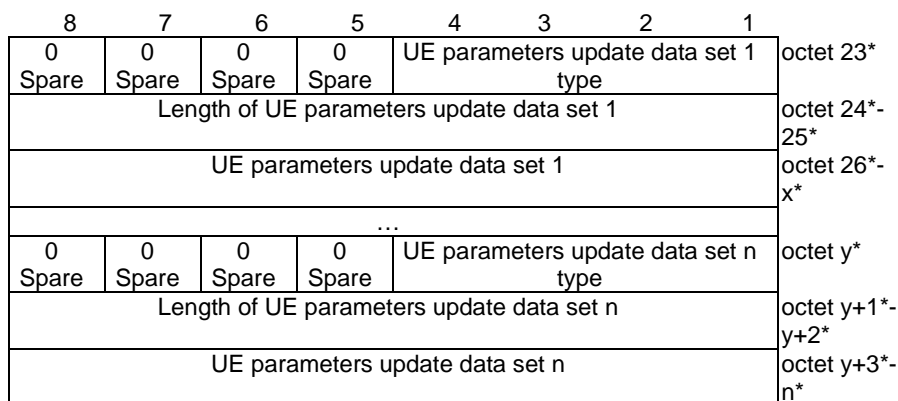 8 7 6 5 4 3 2 1
0 0 0 0 UE parameters update data set 1 octet 23*
Spare Spare Spare Spare type
Length of UE parameters update data set 1 octet 24*-
25*
UE parameters update data set 1 octet 26*-
x*
…
0 0 0 0 UE parameters update data set n octet y*
Spare Spare Spare Spare type
Length of UE parameters update data set n octet y+1*-
y+2*
UE parameters update data set n octet y+3*-
n*